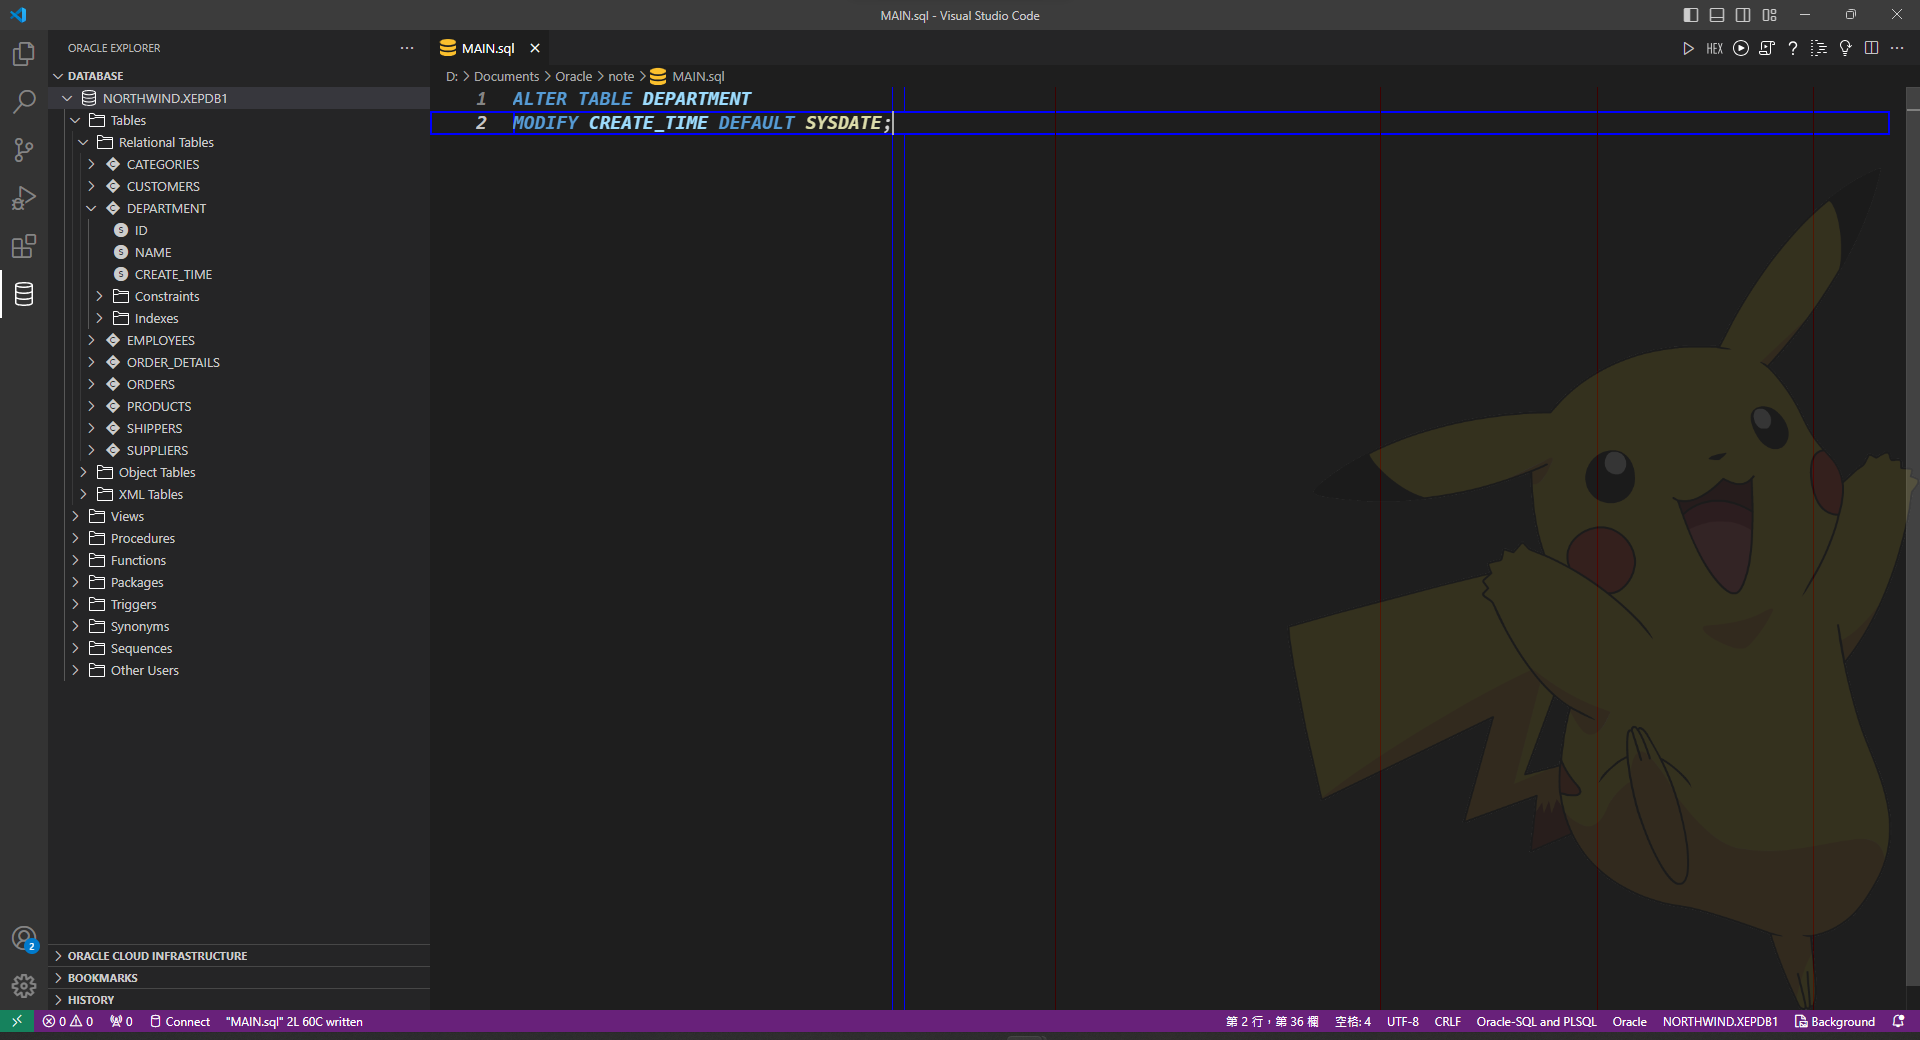 MAIN.sql - Visual Studio Code
ORACLE EXPLORER
DATABASE
NORTHWIND.XEPDB1
Tables
Relational Tables
CATEGORIES
CUSTOMERS
DEPARTMENT
ID
NAME
CREATE_TIME
Constraints
Indexes
EMPLOYEES
ORDER_DETAILS
ORDERS
PRODUCTS
SHIPPERS
SUPPLIERS
Object Tables
XML Tables
Views
Procedures
Functions
Packages
Triggers
Synonyms
Sequences
Other Users
ORACLE CLOUD INFRASTRUCTURE
BOOKMARKS
HISTORY
MAIN.sql
HEX
D: > Documents > Oracle > note > MAIN.sql
1 ALTER TABLE DEPARTMENT
2 MODIFY CREATE_TIME DEFAULT SYSDATE;
2
0 0 0 Connect "MAIN.sql" 2L 60C written
第 2 行，第 36 欄 空格: 4 UTF-8 CRLF Oracle-SQL and PLSQL Oracle NORTHWIND.XEPDB1 Background